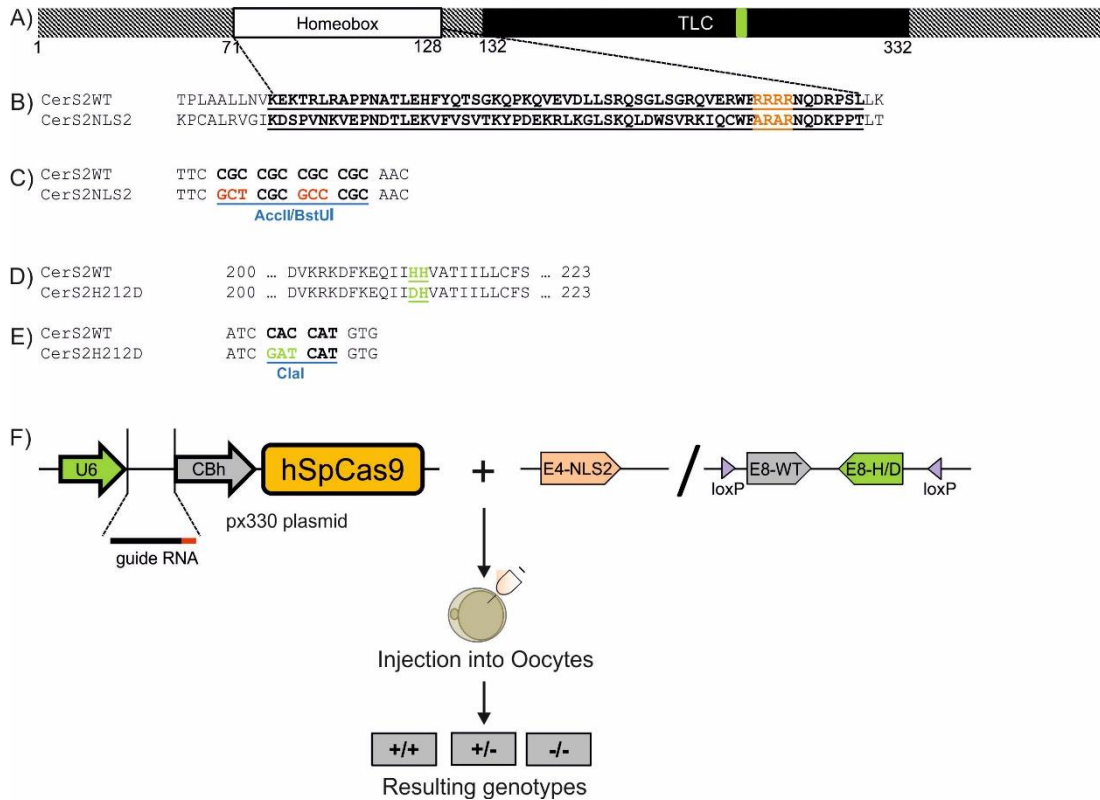 A)
Homeobox TLC
1 71 128 132 332
B) CerS2WT TPLAALLNVKEKTRLRAPPNATLEHFYQTSGKQPKQVEVDLLSRQSGLSGRQVERWFRRRRNQDRPSLLK
CerS2NLS2 KPCALRVGIKDSPVNKVEPNDTLEKVFVSVTKYPDEKRLKGLSKQLDWSVRKIQCWFARARNQDKPPTLT
C) CerS2WT TTC CGC CGC CGC CGC AAC
CerS2NLS2 TTC GCT CGC GCC CGC AAC
AccII/BstUI
D) CerS2WT 200 ... DVKRKDFKEQIIHHVATIILLCFS ... 223
CerS2H212D 200 ... DVKRKDFKEQIIDHVATIILLCFS ... 223
E) CerS2WT ATC CAC CAT GTG
CerS2H212D ATC GAT CAT GTG
ClaI
F)
U6 CBh hSpCas9 + E4-NLS2 / E8-WT E8-H/D
loxP loxP
px330 plasmid
guide RNA
Injection into Oocytes
+/+ +/- -/-
Resulting genotypes